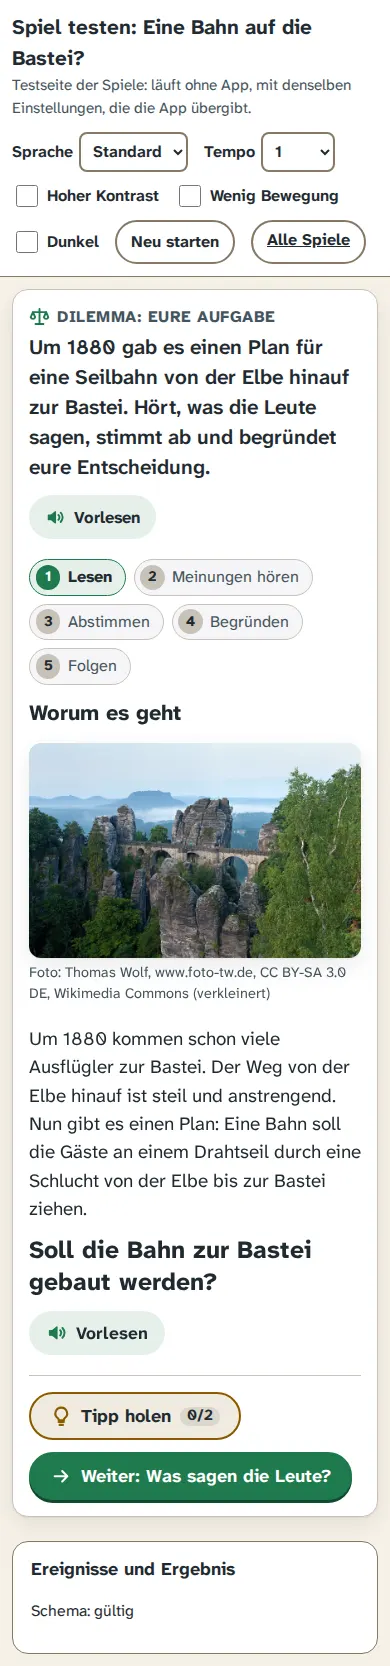 Spiel testen: Eine Bahn auf die
Bastei?
Testseite der Spiele: läuft ohne App, mit denselben
Einstellungen, die die App übergibt.
Sprache Standard Tempo 1
Hoher Kontrast Wenig Bewegung
Dunkel Neu starten Alle Spiele
DILEMMA: EURE AUFGABE
Um 1880 gab es einen Plan für
eine Seilbahn von der Elbe hinauf
zur Bastei. Hört, was die Leute
sagen, stimmt ab und begründet
eure Entscheidung.
Vorlesen
1 Lesen 2 Meinungen hören
3 Abstimmen 4 Begründen
5 Folgen
Worum es geht
Foto: Thomas Wolf, www.foto-tw.de, CC BY-SA 3.0
DE, Wikimedia Commons (verkleinert)
Um 1880 kommen schon viele
Ausflügler zur Bastei. Der Weg von der
Elbe hinauf ist steil und anstrengend.
Nun gibt es einen Plan: Eine Bahn soll
die Gäste an einem Drahtseil durch eine
Schlucht von der Elbe bis zur Bastei
ziehen.
Soll die Bahn zur Bastei
gebaut werden?
Vorlesen
Tipp holen 0/2
Weiter: Was sagen die Leute?
Ereignisse und Ergebnis
Schema: gültig